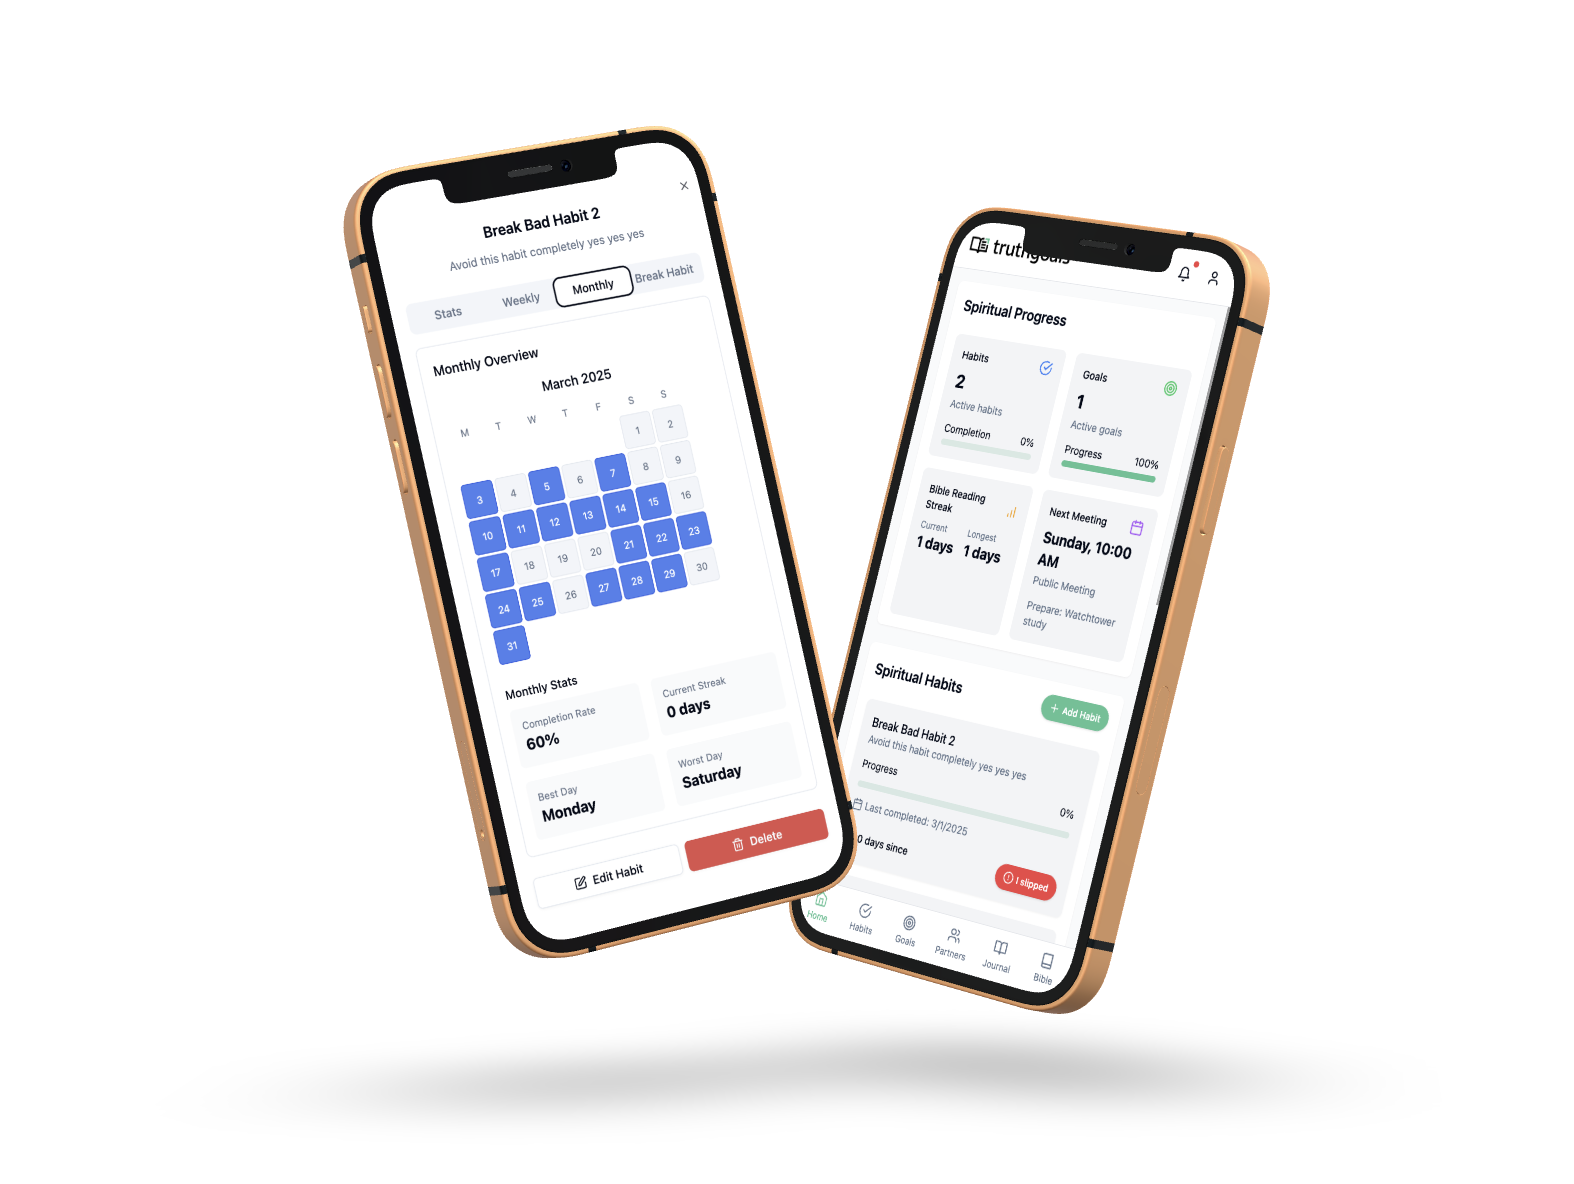 Break Bad Habit 2
Avoid this habit completely yes yes yes
Stats Weekly Monthly Break Habit
Monthly Overview
March 2025
M T W T F S S
1 2
3 4 5 6 7 8 9
10 11 12 13 14 15 16
17 18 19 20 21 22 23
24 25 26 27 28 29 30
31
Monthly Stats
Completion Rate
60%
Current Streak
0 days
Best Day
Monday
Worst Day
Saturday
Edit Habit
Delete
truthgoals
Spiritual Progress
Habits
2
Active habits
Completion 0%
Goals
1
Active goals
Progress 100%
Bible Reading
Streak
Current Longest
1 days 1 days
Next Meeting
Sunday, 10:00
AM
Public Meeting
Prepare: Watchtower
study
Spiritual Habits
+ Add Habit
Break Bad Habit 2
Avoid this habit completely yes yes yes
Progress
0%
Last completed: 3/1/2025
0 days since
I slipped
Home Habits Goals Partners Journal Bible